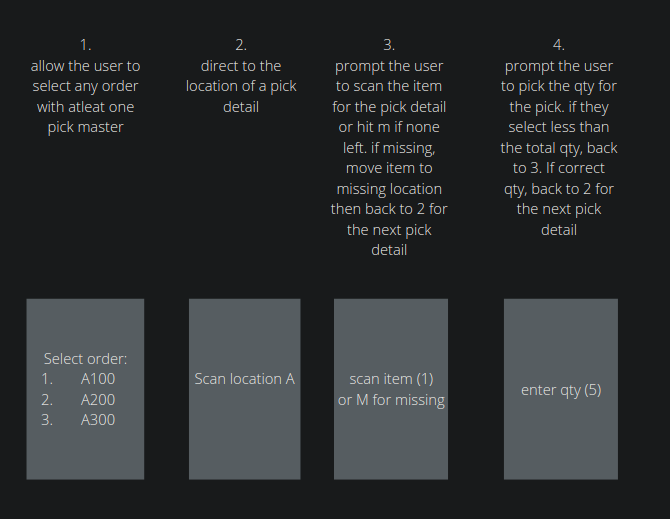 1.
allow the user to
select any order
with atleat one
pick master
2.
direct to the
location of a pick
detail
3.
prompt the user
to scan the item
for the pick detail
or hit m if none
left. if missing,
move item to
missing location
then back to 2 for
the next pick
detail
4.
prompt the user
to pick the qty for
the pick. if they
select less than
the total qty, back
to 3. If correct
qty, back to 2 for
the next pick
detail
Select order:
1. A100
2. A200
3. A300
Scan location A
scan item (1)
or M for missing
enter qty (5)